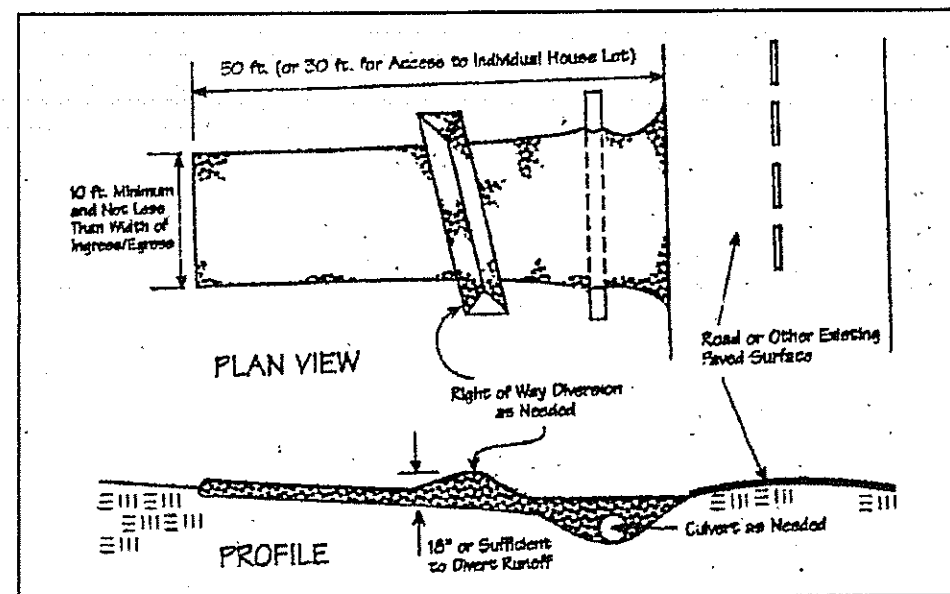 50 ft. (or 30 ft. for Access to Individual House Lot)
10 ft. Minimum
and Not Less
Than Width of
Ingress/Egress
PLAN VIEW
Road or Other Existing
Paved Surface
Right of Way Diversion
as Needed
Culvert as Needed
18" or Sufficient
to Divert Runoff
PROFILE